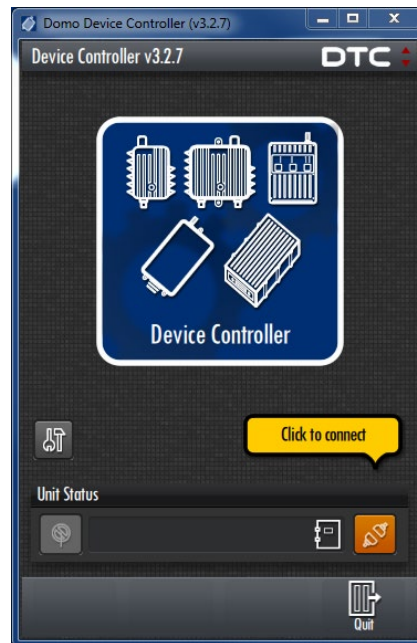 Domo Device Controller (v3.2.7)
Device Controller v3.2.7
DTC
Device Controller
Click to connect
Unit Status
Quit